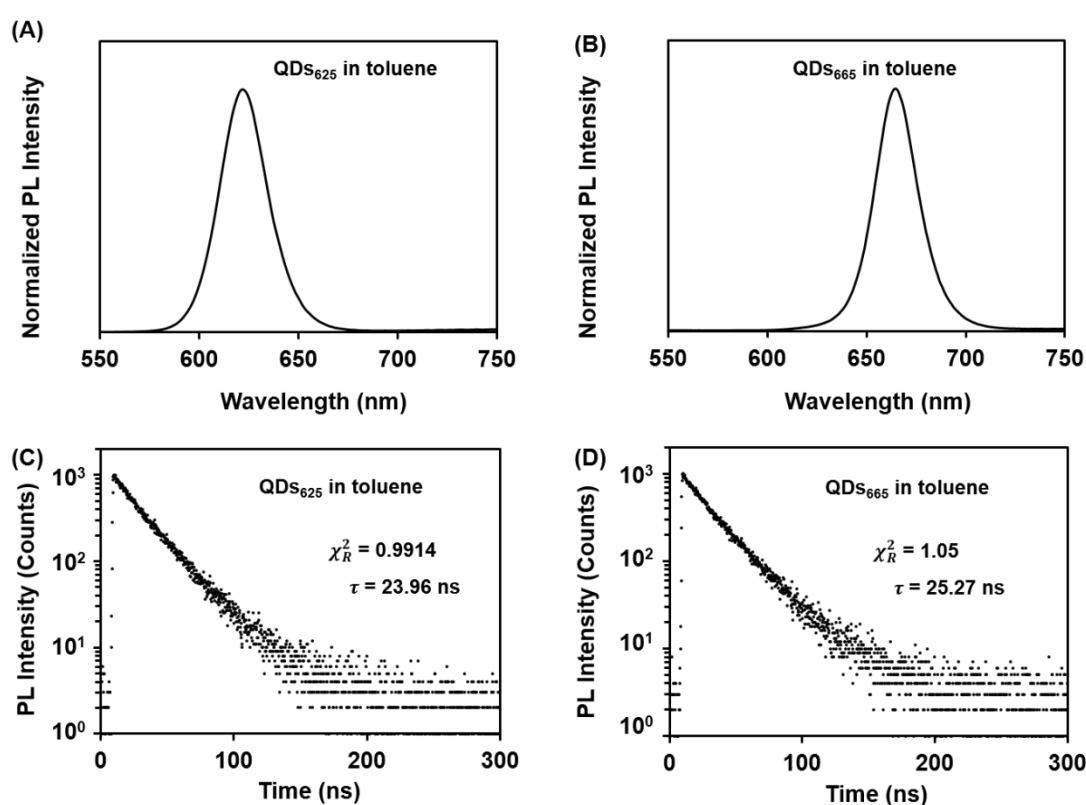 (A)
Normalized PL Intensity
QDs₆₂₅ in toluene
550 600 650 700 750
Wavelength (nm)
(B)
Normalized PL Intensity
QDs₆₆₅ in toluene
550 600 650 700 750
Wavelength (nm)
(C)
PL Intensity (Counts)
10³
10²
10¹
10⁰
QDs₆₂₅ in toluene
χ²_R = 0.9914
τ = 23.96 ns
0 100 200 300
Time (ns)
(D)
PL Intensity (Counts)
10³
10²
10¹
10⁰
QDs₆₆₅ in toluene
χ²_R = 1.05
τ = 25.27 ns
0 100 200 300
Time (ns)